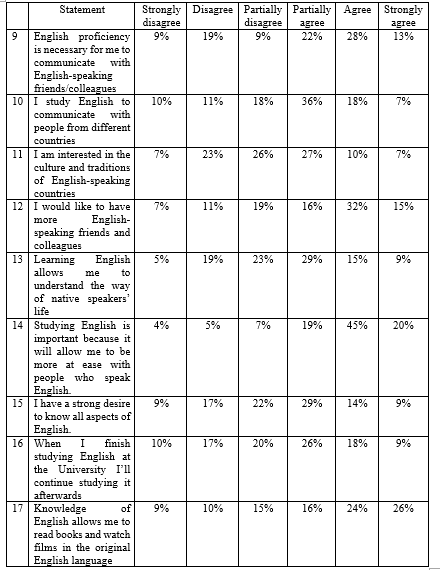 Statement Strongly Disagree Partially Partially Agree Strongly
disagree disagree agree agree
9 English proficiency 9% 19% 9% 22% 28% 13%
is necessary for me to
communicate with
English-speaking
friends/colleagues
10 I study English to 10% 11% 18% 36% 18% 7%
communicate with
people from different
countries
11 I am interested in the 7% 23% 26% 27% 10% 7%
culture and traditions
of English-speaking
countries
12 I would like to have 7% 11% 19% 16% 32% 15%
more English-
speaking friends and
colleagues
13 Learning English 5% 19% 23% 29% 15% 9%
allows me to
understand the way
of native speakers'
life
14 Studying English is 4% 5% 7% 19% 45% 20%
important because it
will allow me to be
more at ease with
people who speak
English.
15 I have a strong desire 9% 17% 22% 29% 14% 9%
to know all aspects of
English.
16 When I finish 10% 17% 20% 26% 18% 9%
studying English at
the University I'll
continue studying it
afterwards
17 Knowledge of 9% 10% 15% 16% 24% 26%
English allows me to
read books and watch
films in the original
English language